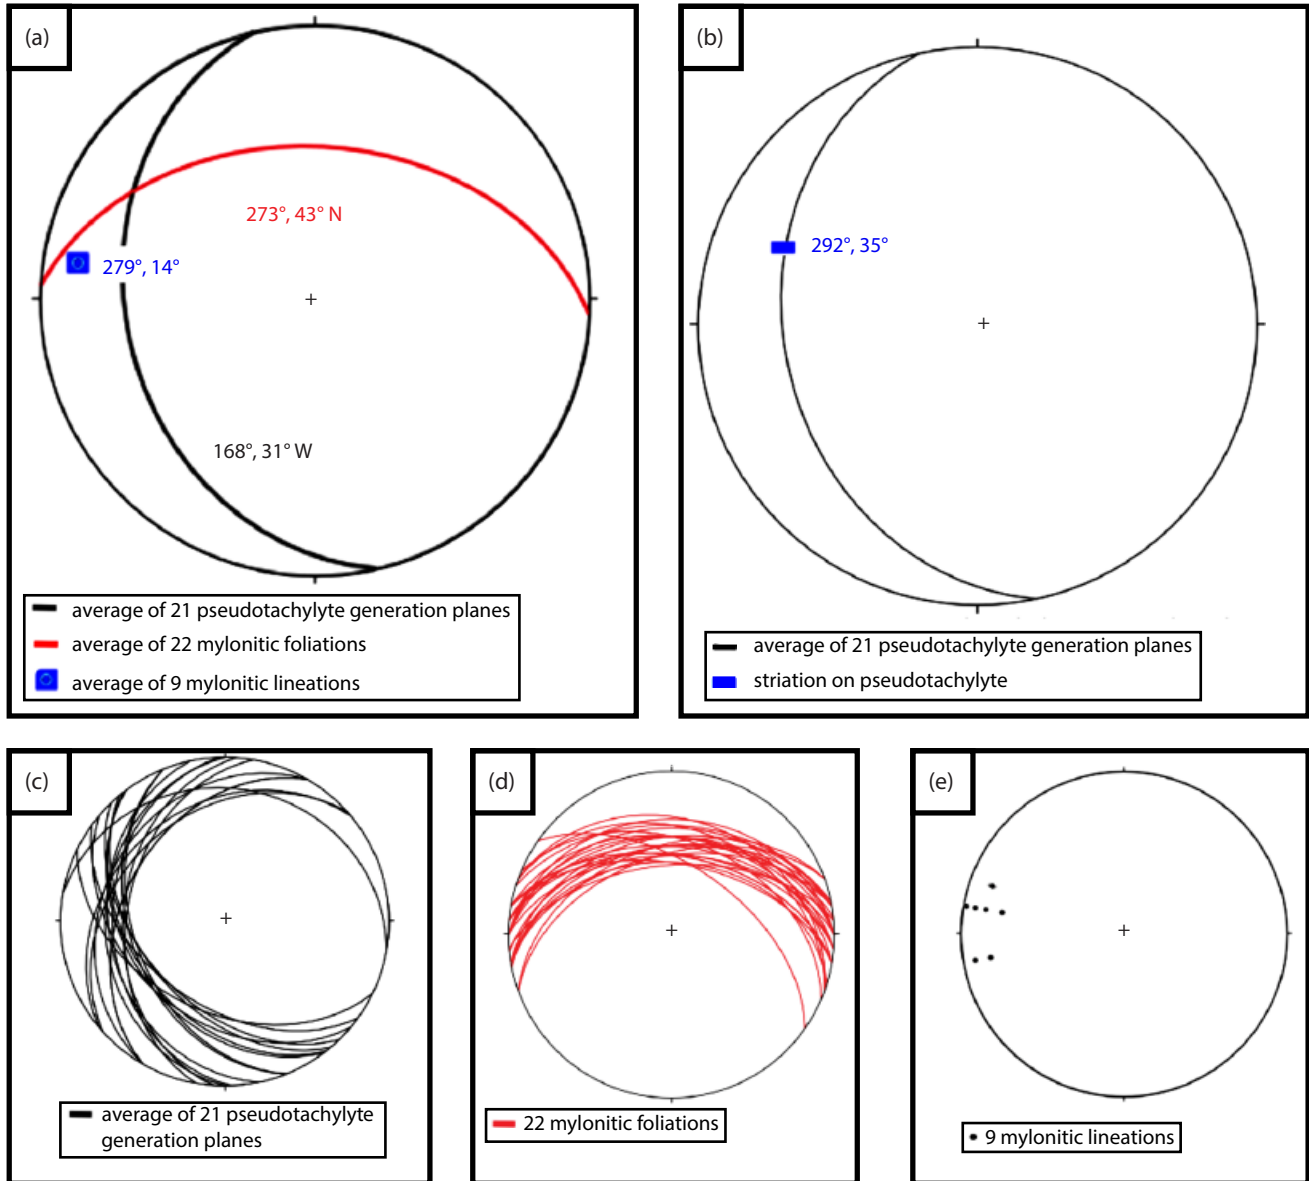 (a)
273°, 43° N
279°, 14°
168°, 31° W
average of 21 pseudotachylyte generation planes
average of 22 mylonitic foliations
average of 9 mylonitic lineations
(b)
292°, 35°
average of 21 pseudotachylyte generation planes
striation on pseudotachylyte
(c)
average of 21 pseudotachylyte
generation planes
(d)
22 mylonitic foliations
(e)
9 mylonitic lineations